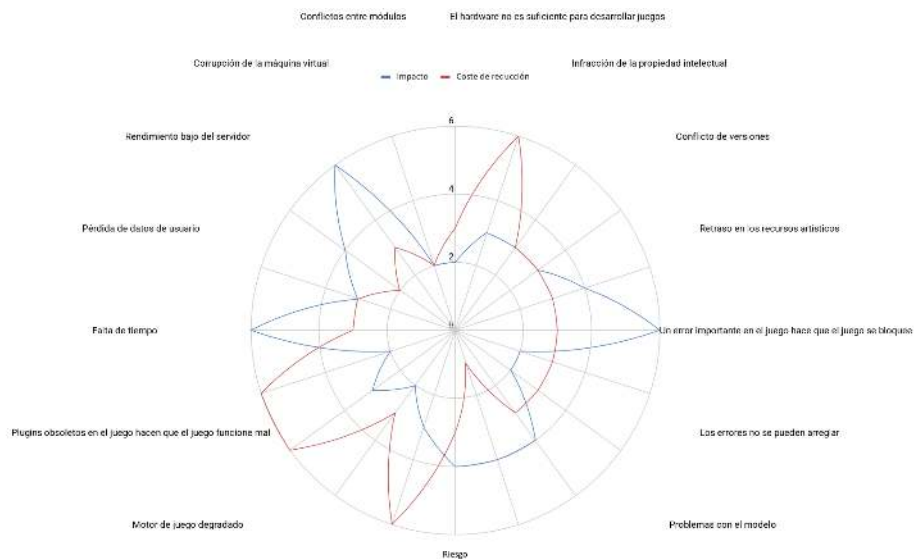 Conflictos entre módulos
El hardware no es suficiente para desarrollar juegos
Corrupción de la máquina virtual
Infracción de la propiedad intelectual
Impacto
Coste de reducción
6
Rendimiento bajo del servidor
Conflicto de versiones
4
Pérdida de datos de usuario
Retraso en los recursos artísticos
2
Falta de tiempo
0
Un error importante en el juego hace que el juego se bloquee
Plugins obsoletos en el juego hacen que el juego funcione mal
Los errores no se pueden arreglar
Motor de juego degradado
Problemas con el modelo
Riesgo